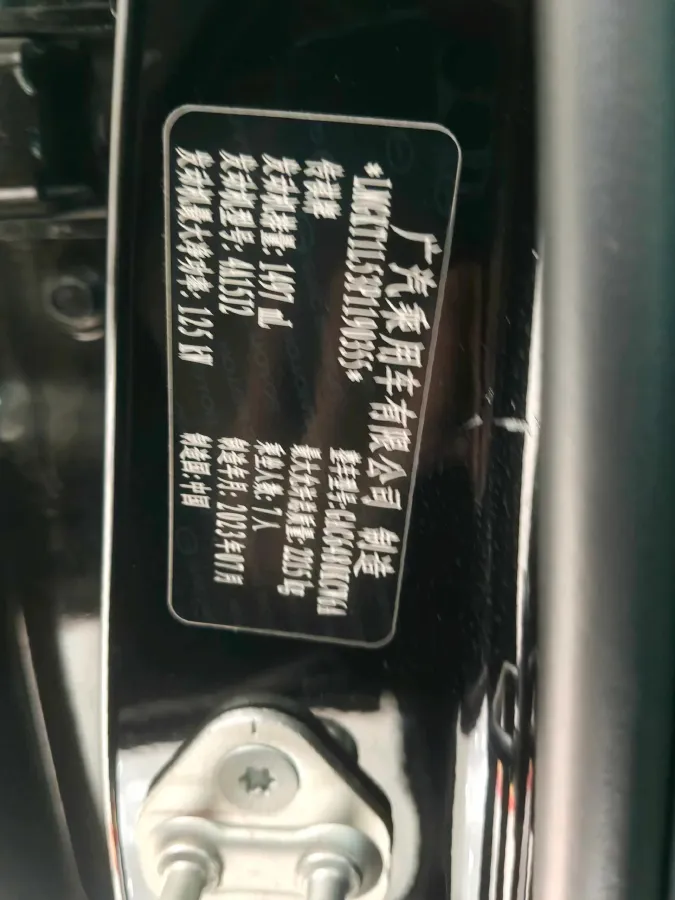 广汽乘用车有限公司 制造
传祺牌 整车型号:
发动机排量: 1497 mL 最大允许总质量: 2215 kg
发动机型号: 4A15J2 乘坐人数: 7 人
发动机最大净功率: 125 kW 制造年月: 2023年07月
制造国:中国